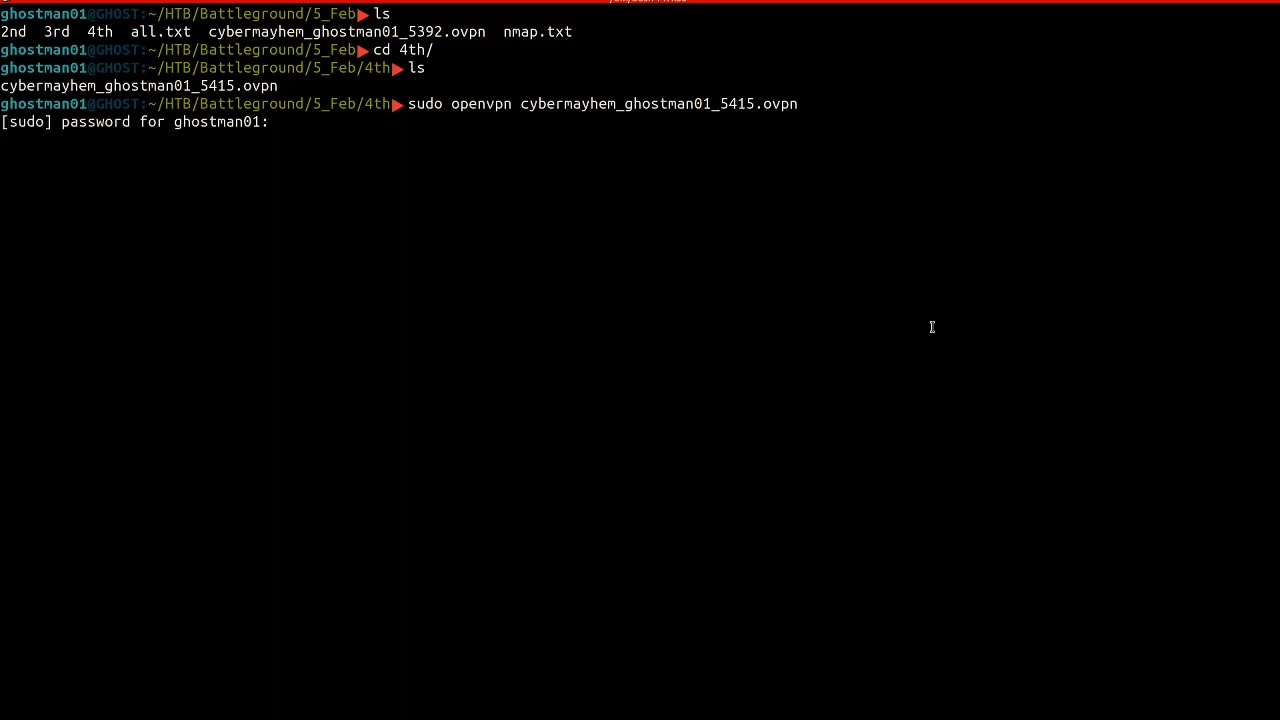 ghostman01@GHOST:~/HTB/Battleground/5_Feb ls
2nd  3rd  4th  all.txt  cybermayhem_ghostman01_5392.ovpn  nmap.txt
ghostman01@GHOST:~/HTB/Battleground/5_Feb cd 4th/
ghostman01@GHOST:~/HTB/Battleground/5_Feb/4th ls
cybermayhem_ghostman01_5415.ovpn
ghostman01@GHOST:~/HTB/Battleground/5_Feb/4th sudo openvpn cybermayhem_ghostman01_5415.ovpn
[sudo] password for ghostman01: